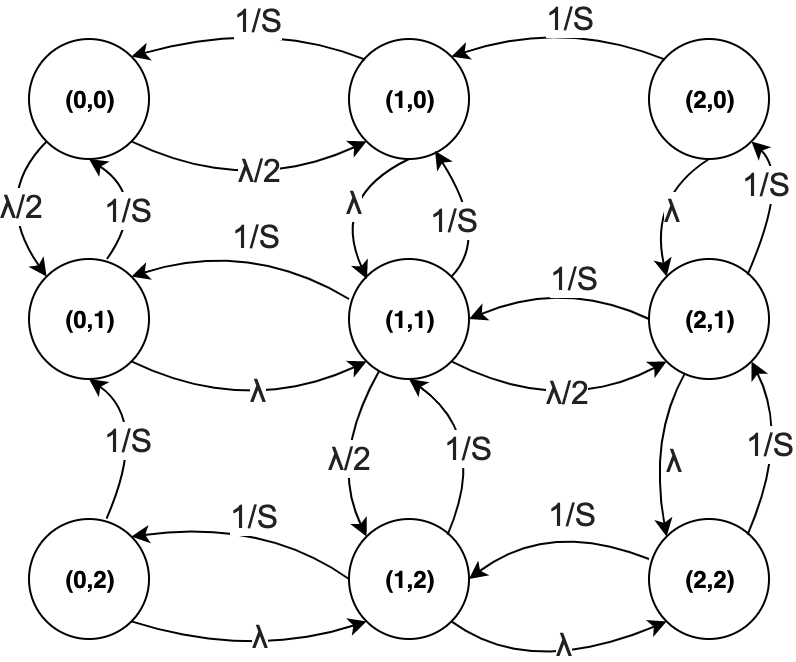 1/S
1/S
(0,0)
(1,0)
(2,0)
λ/2
λ/2
1/S
λ
1/S
λ
1/S
1/S
1/S
(0,1)
(1,1)
(2,1)
λ
λ/2
1/S
λ/2
1/S
λ
1/S
1/S
1/S
(0,2)
(1,2)
(2,2)
λ
λ